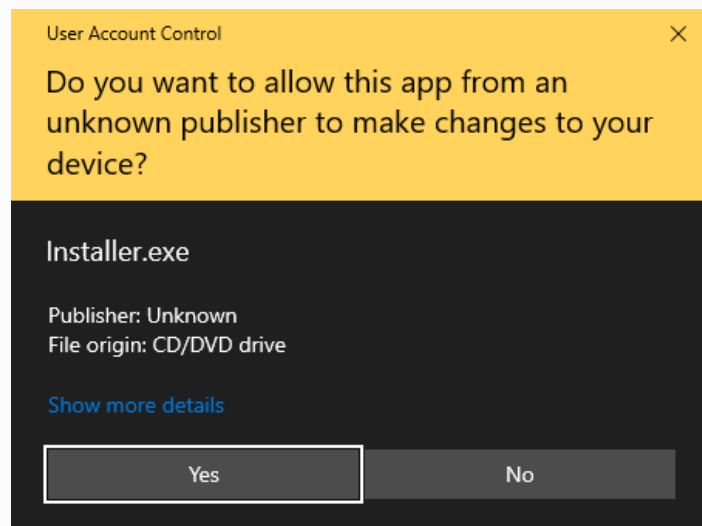 User Account Control
Do you want to allow this app from an
unknown publisher to make changes to your
device?
Installer.exe
Publisher: Unknown
File origin: CD/DVD drive
Show more details
Yes
No